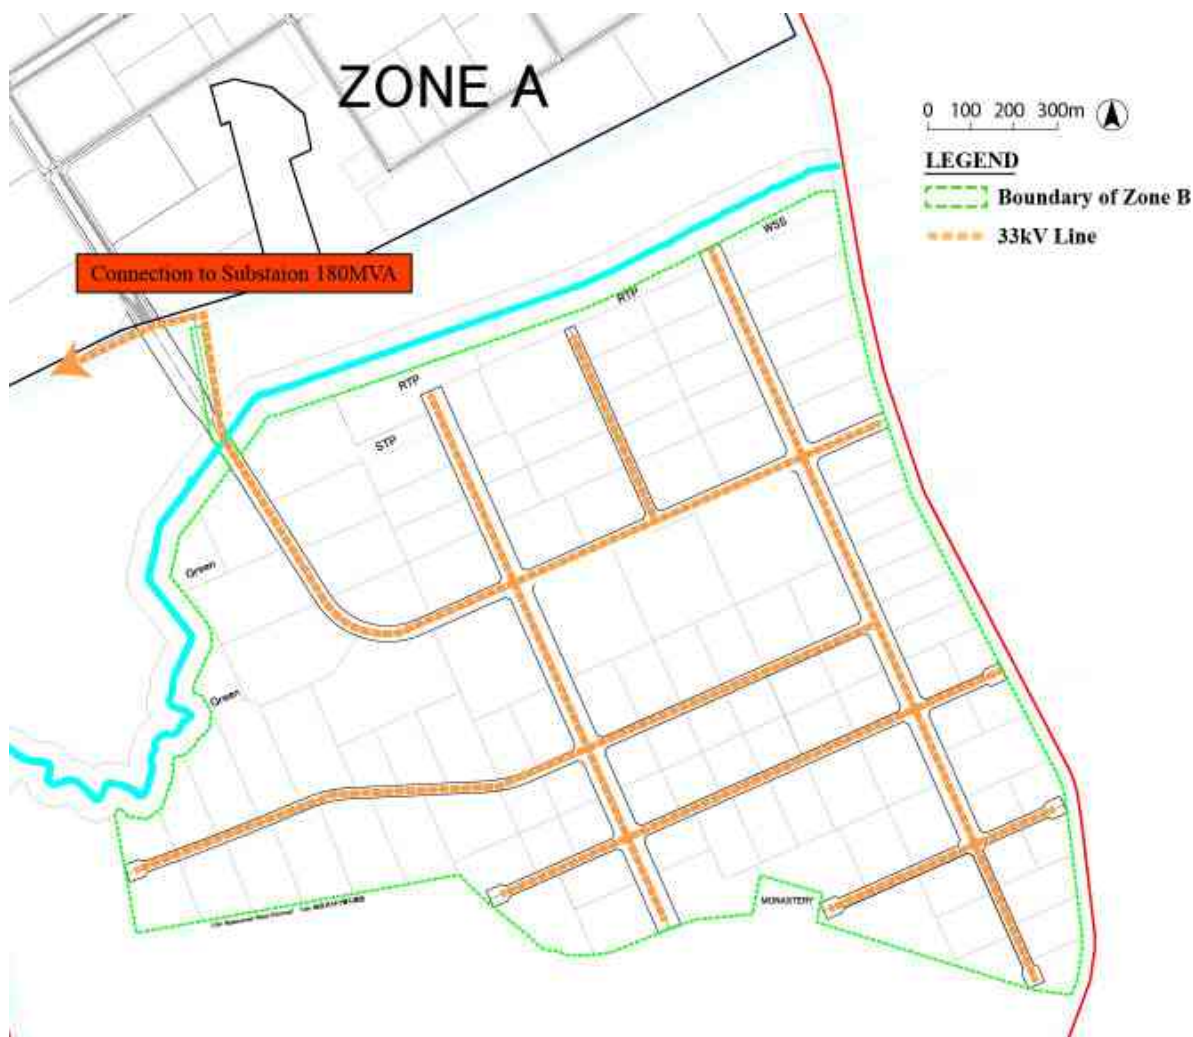 ZONE A
0 100 200 300m
LEGEND
Boundary of Zone B
33kV Line
WSB
Connection to Substaion 180MVA
RTP
RTP
STP
Green
Green
MONASTERY